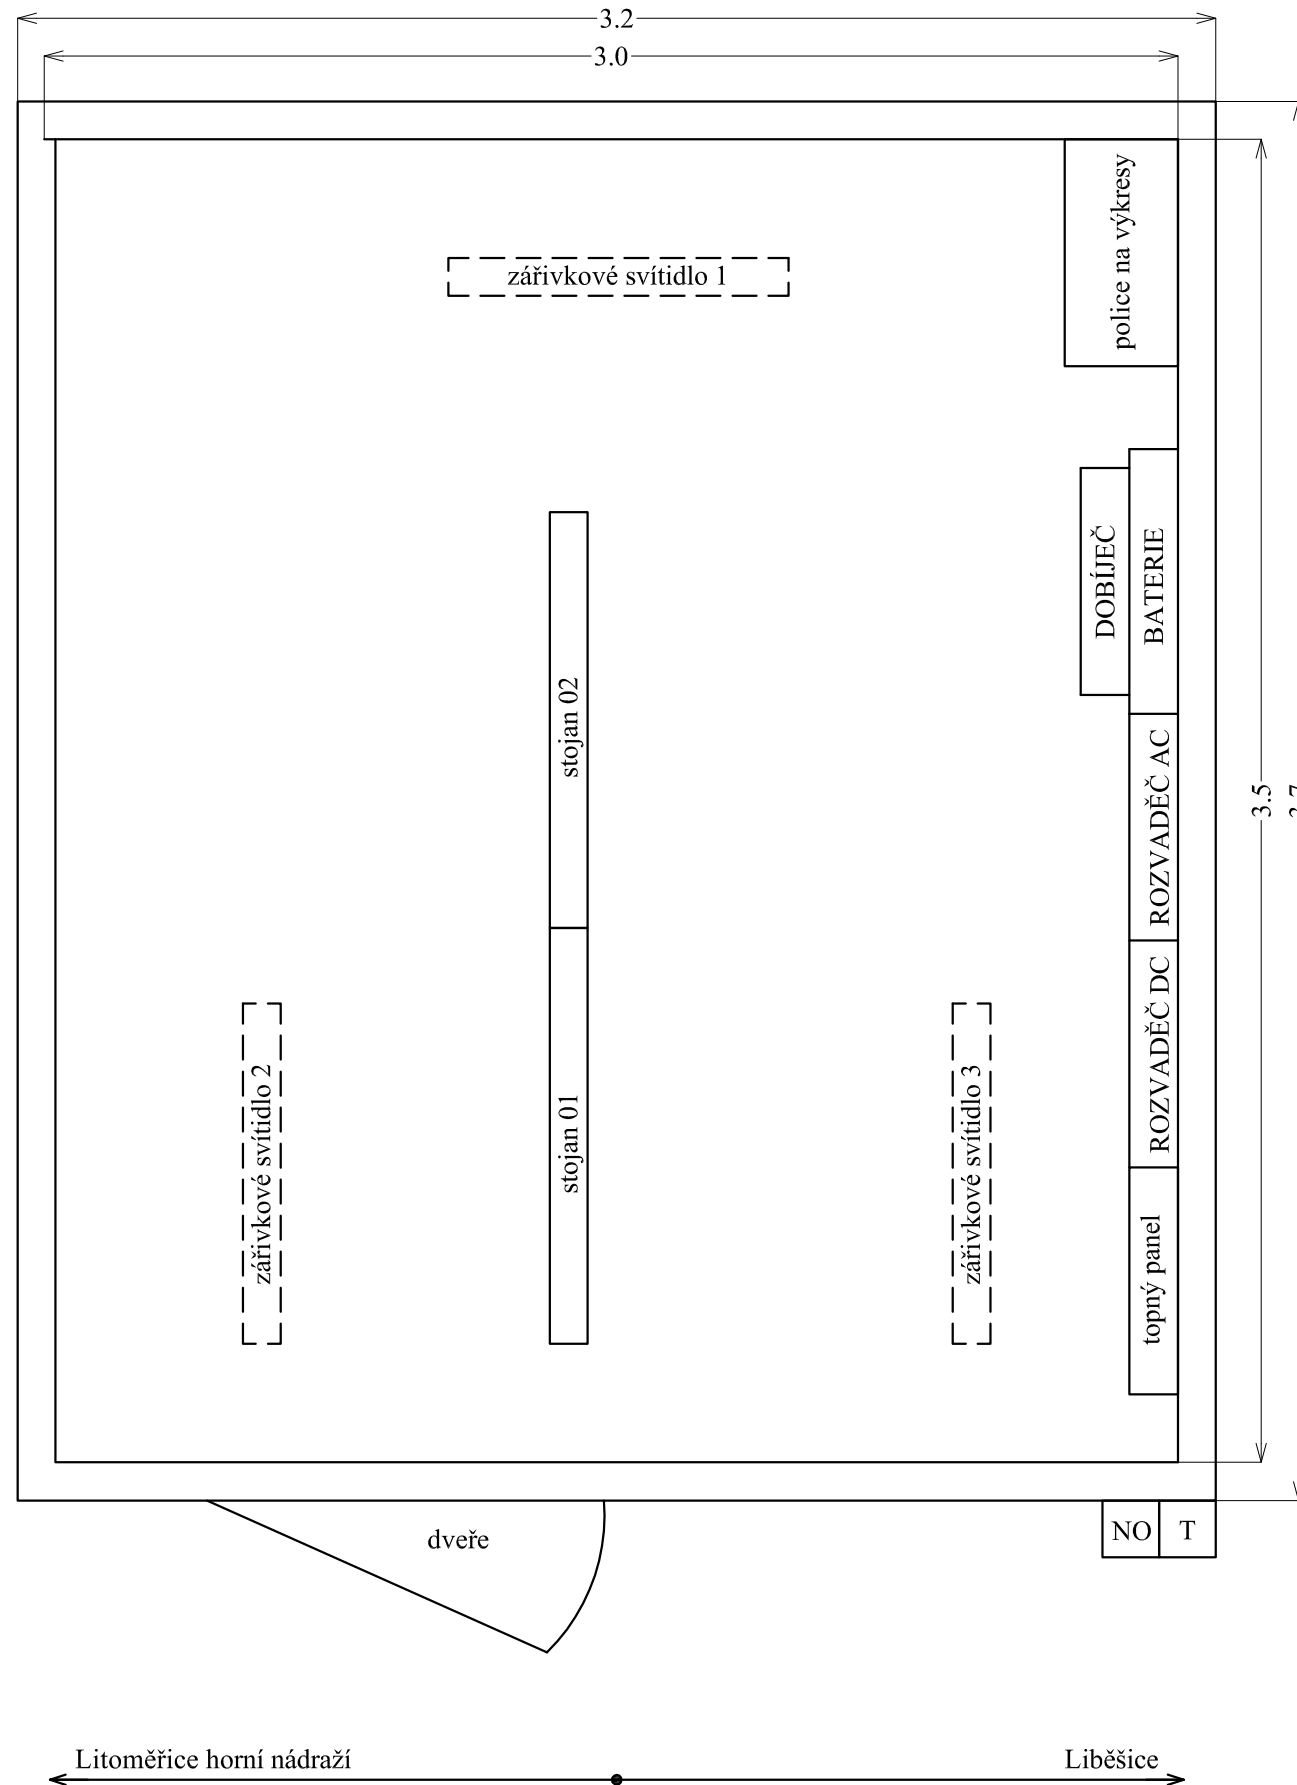 3.2
3.0
police na výkresy
zářivkové svítidlo 1
DOBÍJEČ
BATERIE
stojan 02
ROZVADĚČ AC
3.5
ROZVADĚČ DC
zářivkové svítidlo 2
stojan 01
zářivkové svítidlo 3
topný panel
dveře
NO
T
Litoměřice horní nádraží
Liběšice